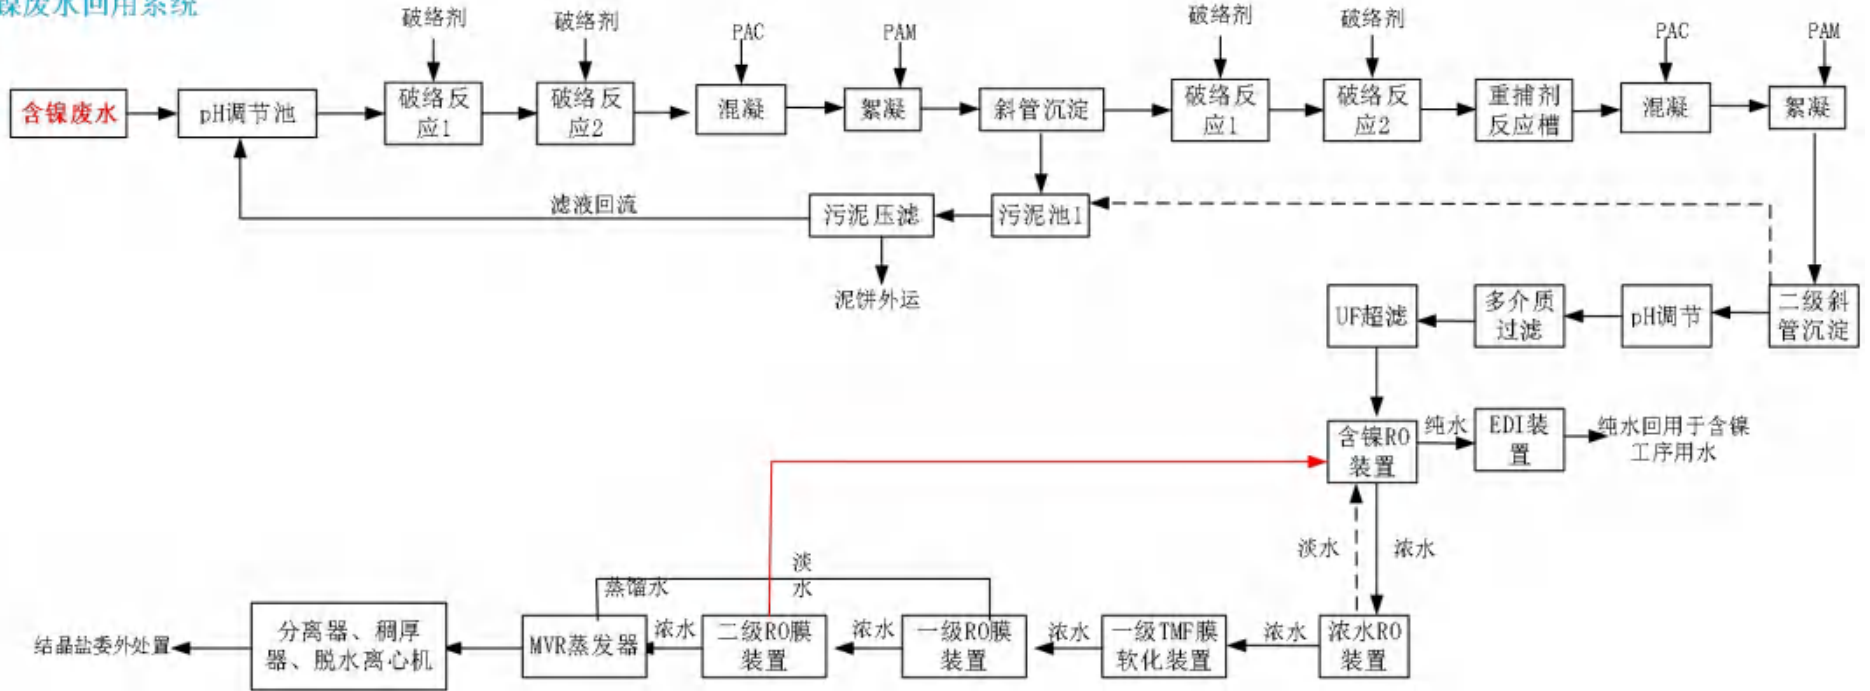 镍废水回用系统
破络剂
破络剂
PAC
PAM
破络剂
破络剂
PAC
PAM
含镍废水
pH调节池
破络反
应1
破络反
应2
混凝
絮凝
斜管沉淀
破络反
应1
破络反
应2
重捕剂
反应槽
混凝
絮凝
滤液回流
污泥压滤
污泥池1
泥饼外运
UF超滤
多介质
过滤
pH调节
二级斜
管沉淀
含镍RO
装置
纯水
EDI装
置
纯水回用于含镍
工序用水
淡水
浓水
淡
水
蒸馏水
结晶盐委外处置
分离器、稠厚
器、脱水离心机
MVR蒸发器
浓水
二级RO膜
装置
浓水
一级RO膜
装置
浓水
一级TMF膜
软化装置
浓水
浓水RO
装置